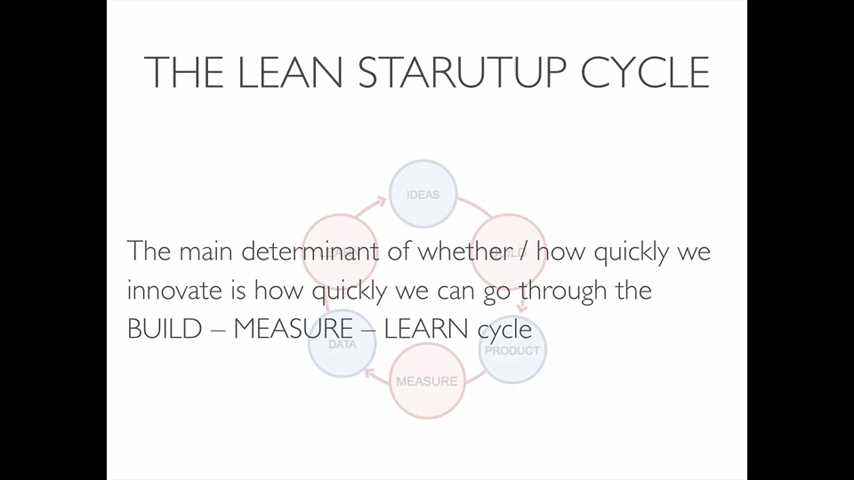 THE LEAN STARUTUP CYCLE
IDEAS
The main determinant of whether / how quickly we
innovate is how quickly we can go through the
BUILD – MEASURE – LEARN cycle
DATA
PRODUCT
MEASURE